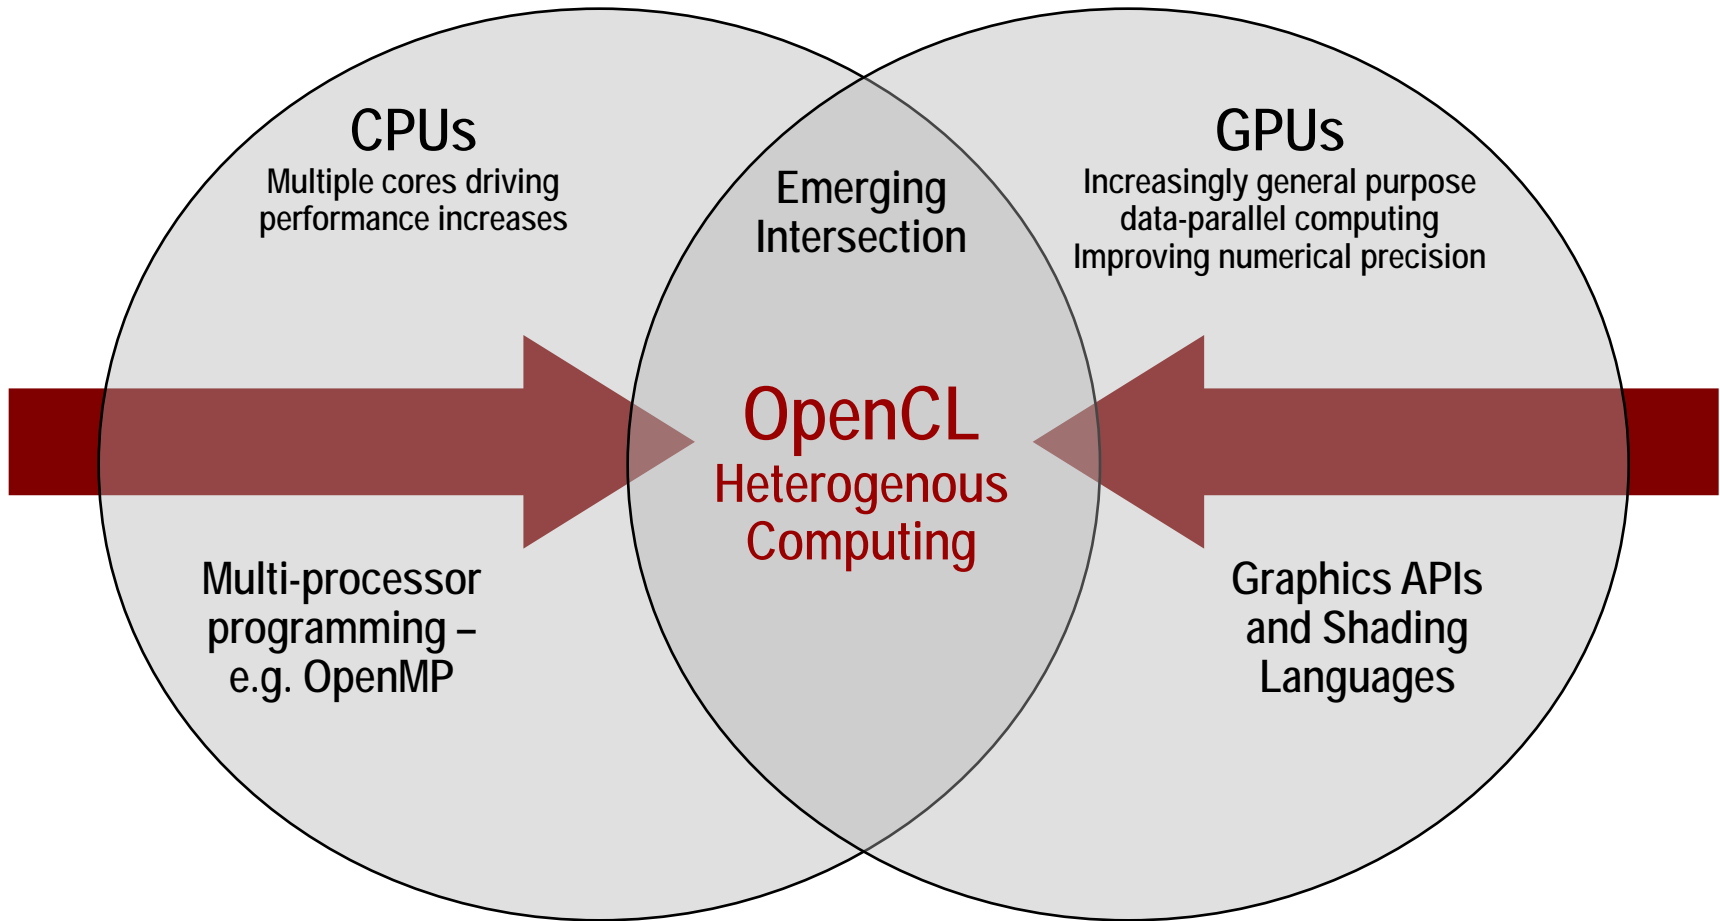 CPUs
Multiple cores driving
performance increases
Multi-processor
programming –
e.g. OpenMP
Emerging
Intersection
OpenCL
Heterogenous
Computing
GPUs
Increasingly general purpose
data-parallel computing
Improving numerical precision
Graphics APIs
and Shading
Languages